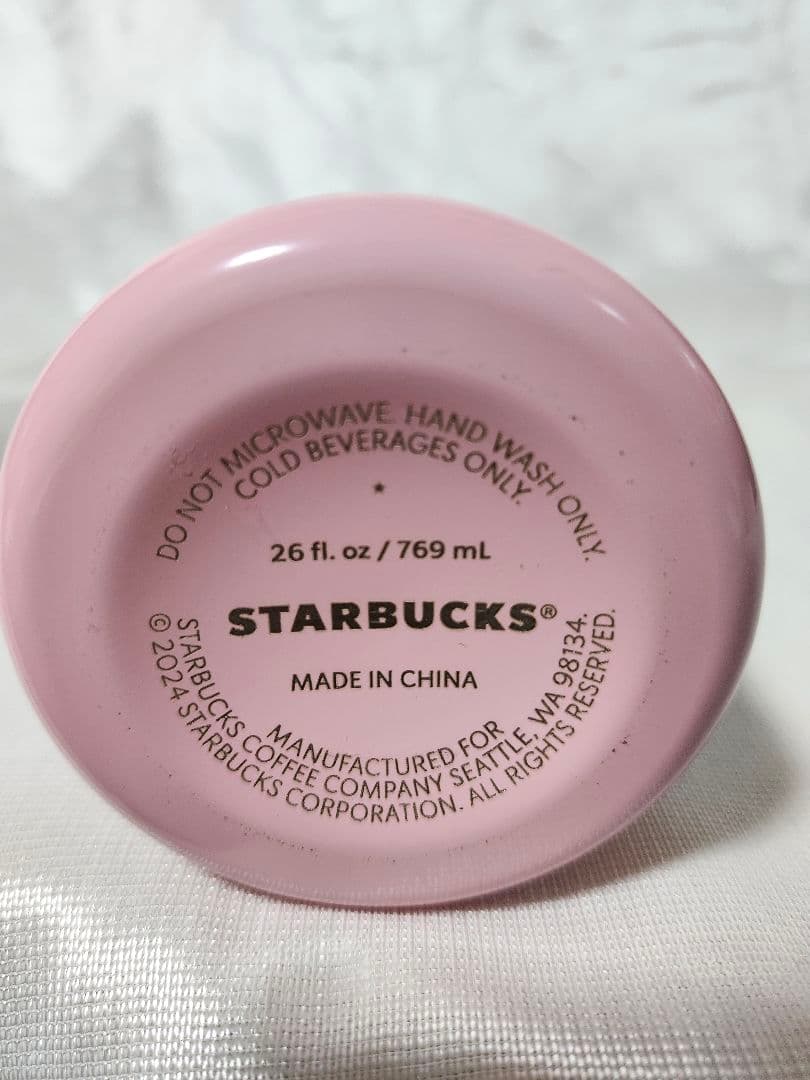 DO NOT MICROWAVE. HAND WASH ONLY.
COLD BEVERAGES ONLY.
26 fl. oz / 769 mL
STARBUCKS®
MADE IN CHINA
MANUFACTURED FOR
STARBUCKS COFFEE COMPANY SEATTLE, WA 98134.
© 2024 STARBUCKS CORPORATION. ALL RIGHTS RESERVED.